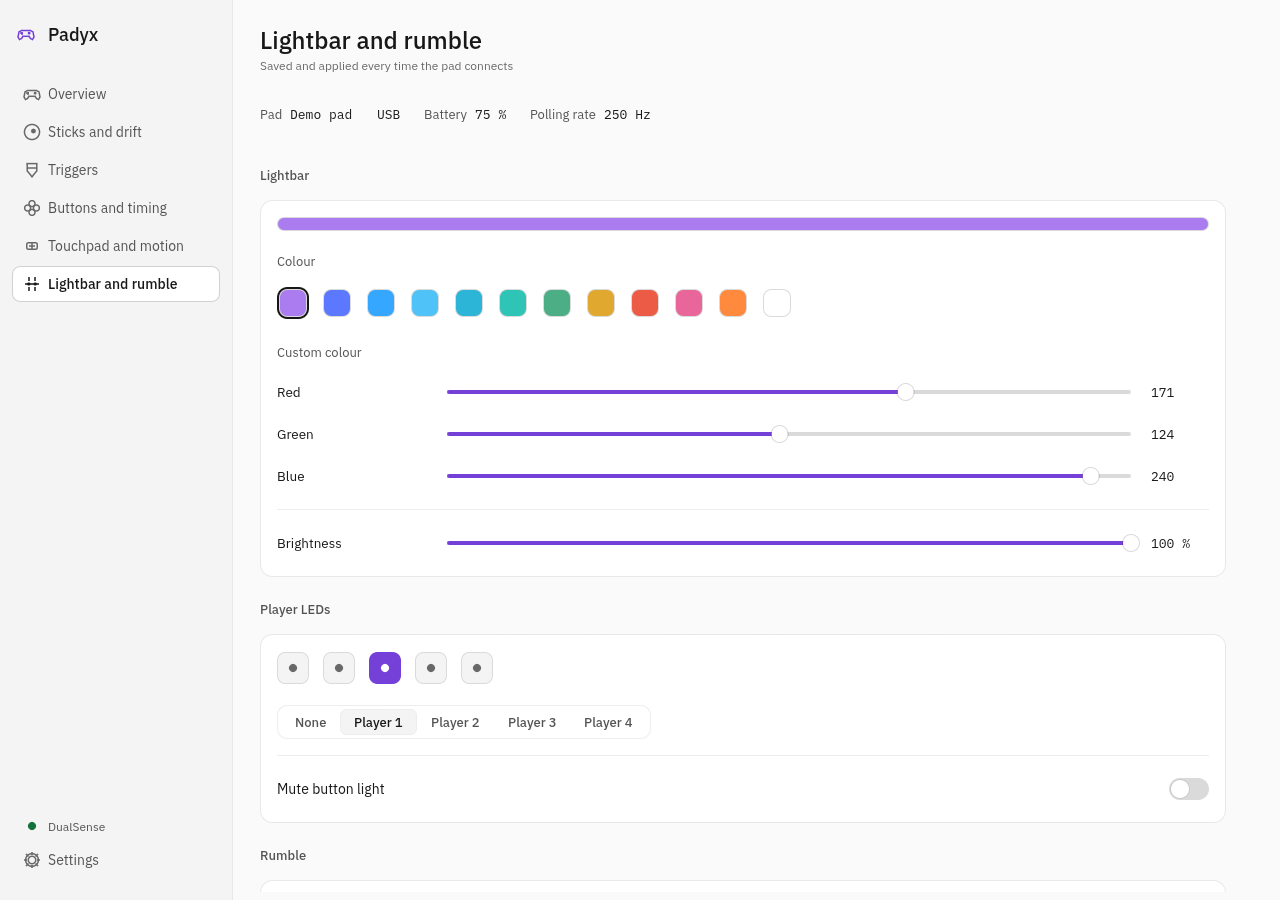 Padyx
Overview
Sticks and drift
Triggers
Buttons and timing
Touchpad and motion
Lightbar and rumble
DualSense
Settings
Lightbar and rumble
Saved and applied every time the pad connects
Pad Demo pad USB Battery 75 % Polling rate 250 Hz
Lightbar
Colour
Custom colour
Red 171
Green 124
Blue 240
Brightness 100 %
Player LEDs
None Player 1 Player 2 Player 3 Player 4
Mute button light
Rumble